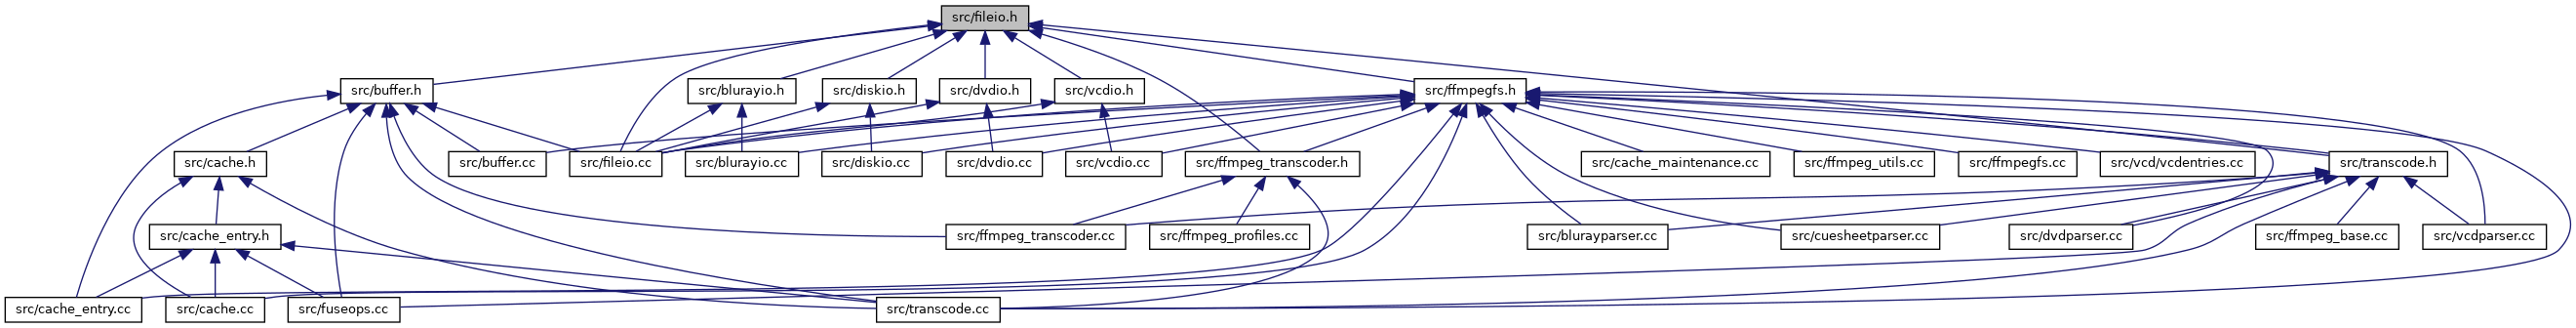 src/fileio.h
src/buffer.h
src/blurayio.h
src/diskio.h
src/dvdio.h
src/vcdio.h
src/ffmpegfs.h
src/cache.h
src/buffer.cc
src/fileio.cc
src/blurayio.cc
src/diskio.cc
src/dvdio.cc
src/vcdio.cc
src/ffmpeg_transcoder.h
src/cache_maintenance.cc
src/ffmpeg_utils.cc
src/ffmpegfs.cc
src/vcd/vcdentries.cc
src/transcode.h
src/cache_entry.h
src/ffmpeg_transcoder.cc
src/ffmpeg_profiles.cc
src/blurayparser.cc
src/cuesheetparser.cc
src/dvdparser.cc
src/ffmpeg_base.cc
src/vcdparser.cc
src/cache_entry.cc
src/cache.cc
src/fuseops.cc
src/transcode.cc